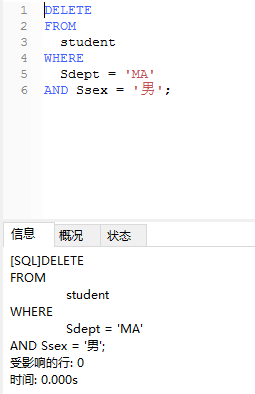 1 DELETE
2 FROM
3 student
4 WHERE
5 Sdept = 'MA'
6 AND Ssex = '男';
信息 概况 状态
[SQL]DELETE
FROM
student
WHERE
Sdept = 'MA'
AND Ssex = '男';
受影响的行: 0
时间: 0.000s